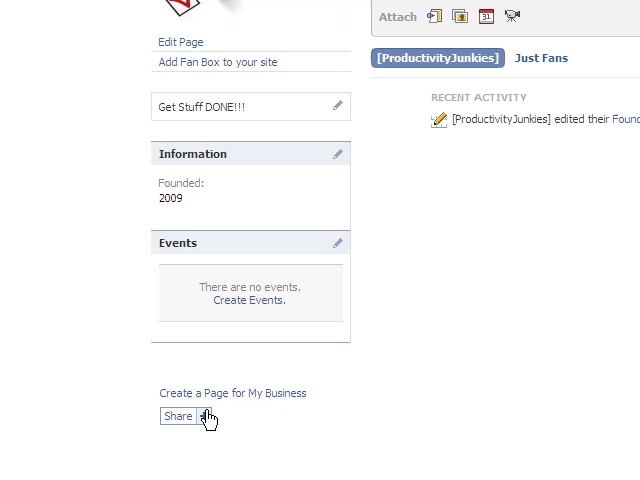 Attach
31
Edit Page
Add Fan Box to your site
[ProductivityJunkies] Just Fans
Get Stuff DONE!!!
RECENT ACTIVITY
[ProductivityJunkies] edited their Found
Information
Founded:
2009
Events
There are no events.
Create Events.
Create a Page for My Business
Share